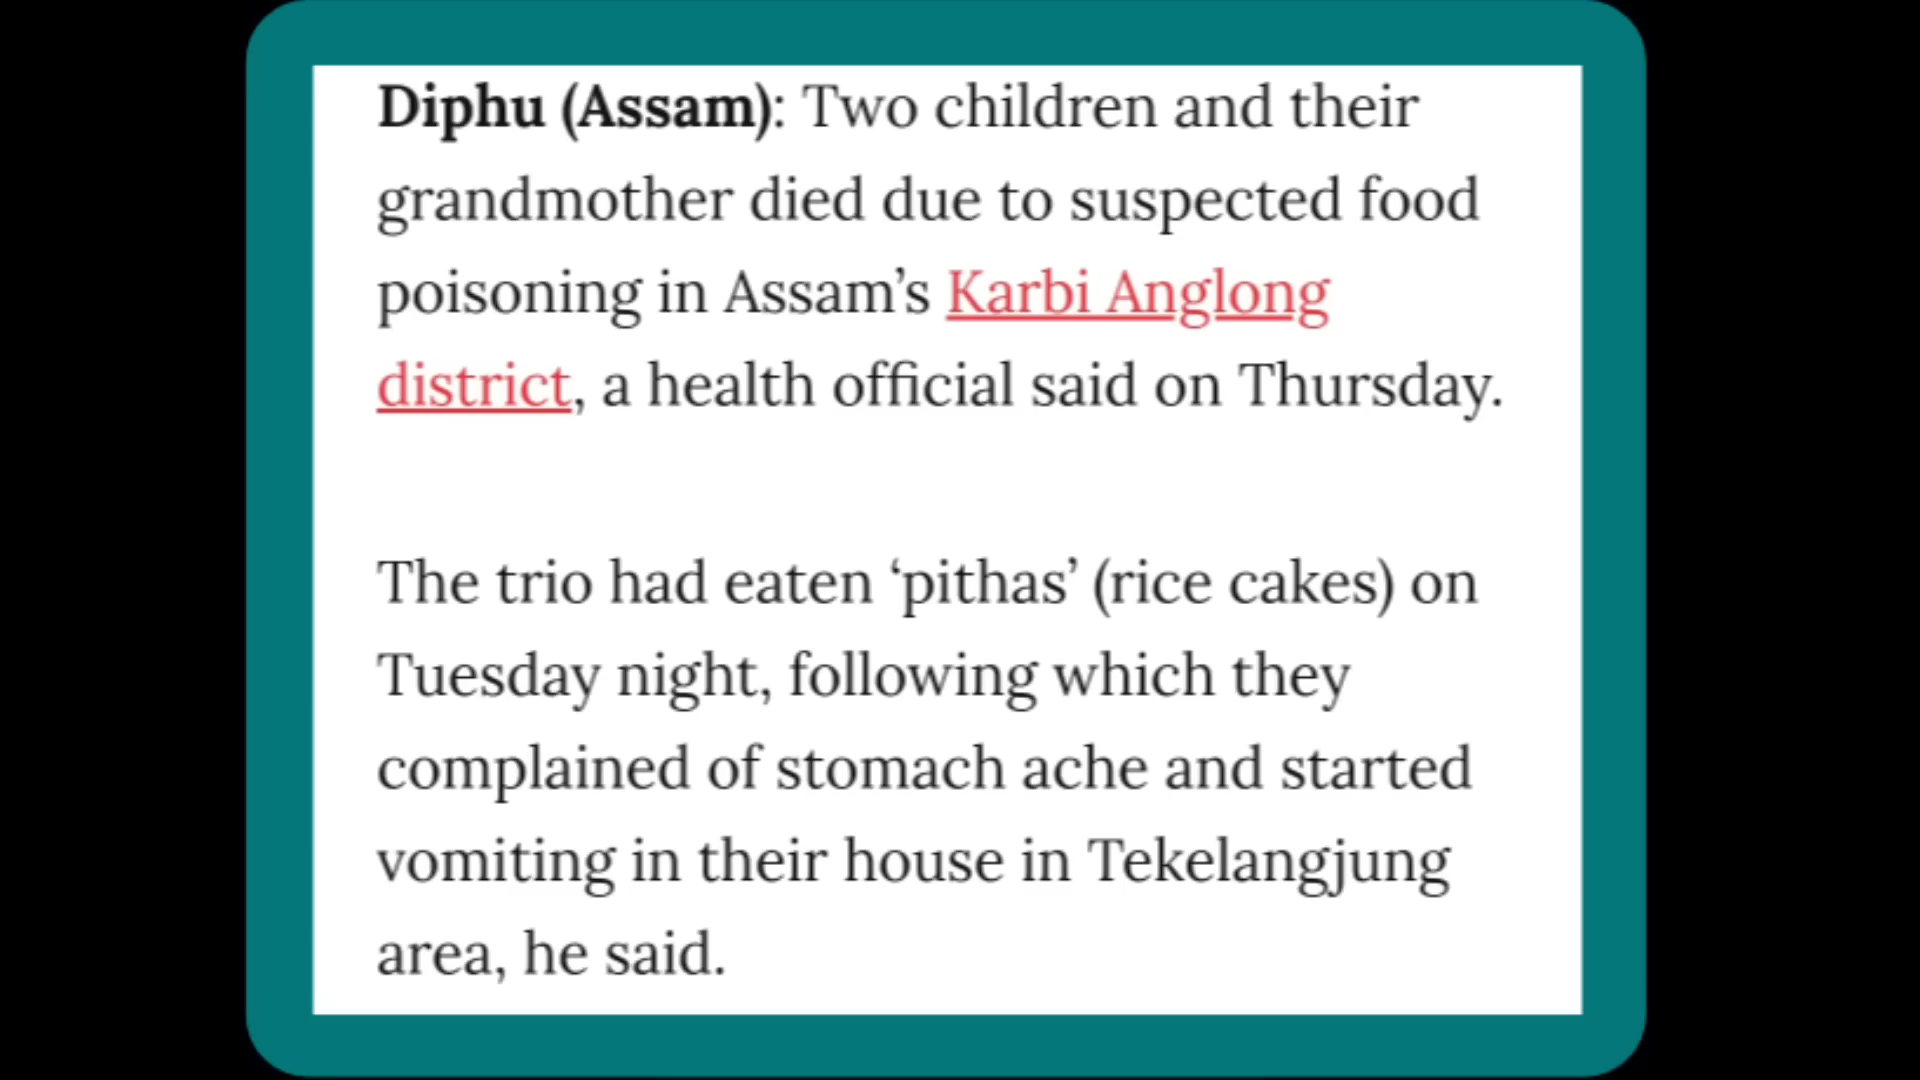 Diphu (Assam): Two children and their
grandmother died due to suspected food
poisoning in Assam’s Karbi Anglong
district, a health official said on Thursday.
The trio had eaten ‘pithas’ (rice cakes) on
Tuesday night, following which they
complained of stomach ache and started
vomiting in their house in Tekelangjung
area, he said.